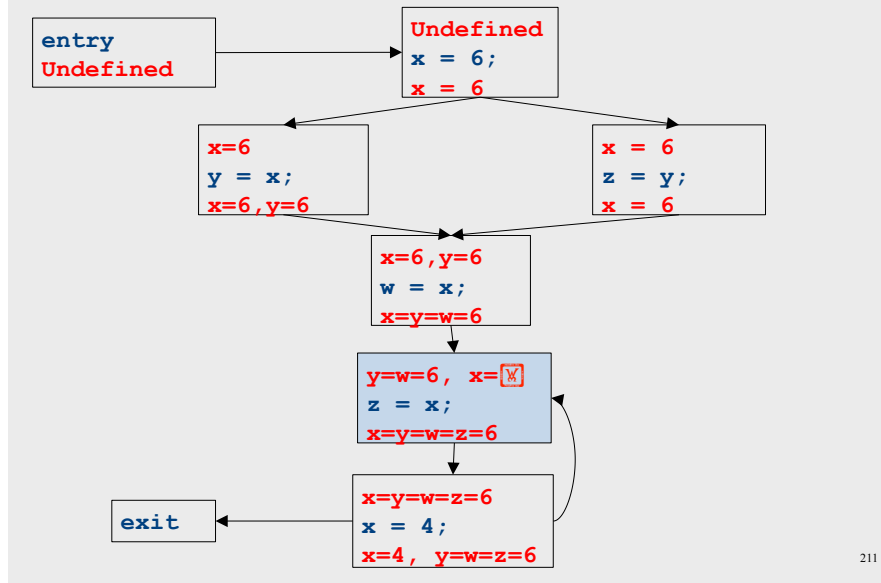 entry
Undefined
Undefined
x = 6;
x = 6
x=6
y = x;
x=6,y=6
x = 6
z = y;
x = 6
x=6,y=6
w = x;
x=y=w=6
y=w=6, x=
z = x;
x=y=w=z=6
x=y=w=z=6
x = 4;
x=4, y=w=z=6
exit
211